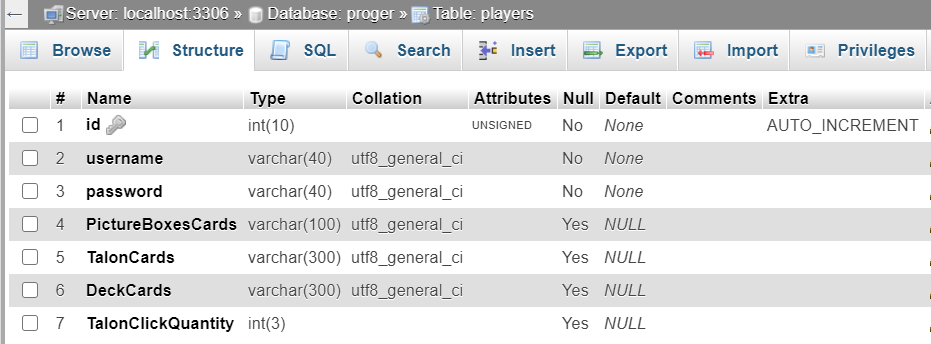 ← Server: localhost:3306 » Database: proger » Table: players
Browse Structure SQL Search Insert Export Import Privileges
# Name Type Collation Attributes Null Default Comments Extra
1 id int(10) UNSIGNED No None AUTO_INCREMENT
2 username varchar(40) utf8_general_ci No None
3 password varchar(40) utf8_general_ci No None
4 PictureBoxesCards varchar(100) utf8_general_ci Yes NULL
5 TalonCards varchar(300) utf8_general_ci Yes NULL
6 DeckCards varchar(300) utf8_general_ci Yes NULL
7 TalonClickQuantity int(3) Yes NULL